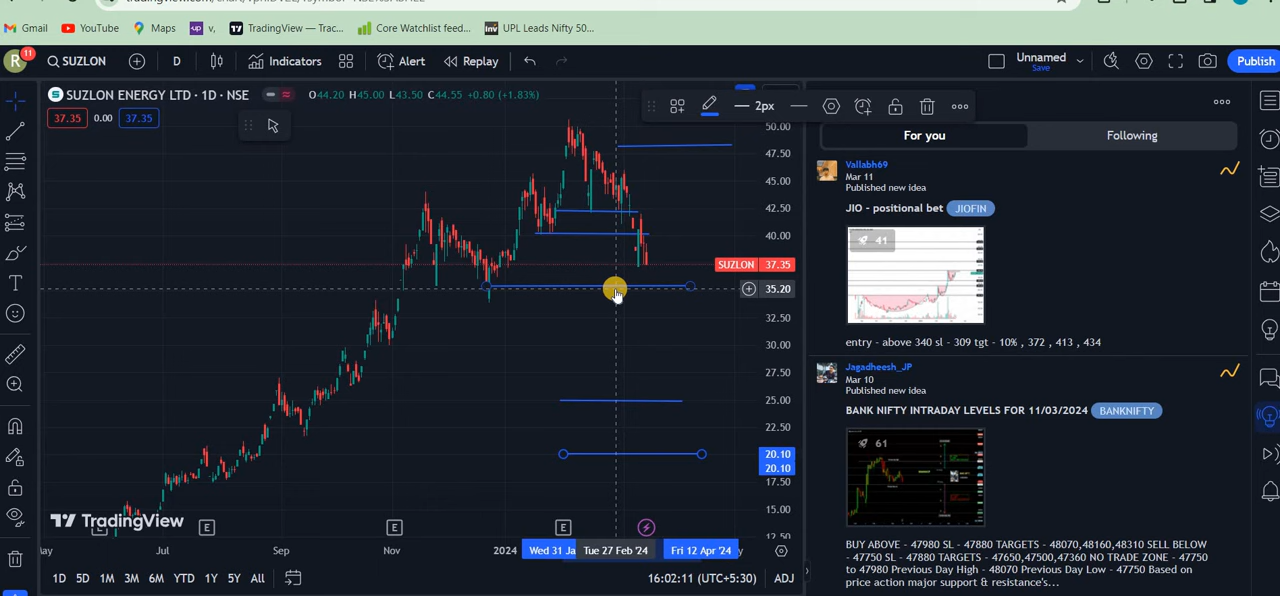 Gmail YouTube Maps up v, TradingView — Trac... Core Watchlist feed... Inv UPL Leads Nifty 50...
R 11 SUZLON D Indicators Alert Replay Unnamed Save Publish
SUZLON ENERGY LTD · 1D · NSE O44.20 H45.00 L43.50 C44.55 +0.80 (+1.83%)
37.35 0.00 37.35
2px
50.00
47.50
45.00
42.50
40.00
SUZLON 37.35
35.20
32.50
30.00
27.50
25.00
22.50
20.10
20.10
17.50
15.00
12.50
TradingView
E E E E
Jul Sep Nov 2024 Wed 31 Ja Tue 27 Feb '24 Fri 12 Apr '24
1D 5D 1M 3M 6M YTD 1Y 5Y All 16:02:11 (UTC+5:30) ADJ
For you Following
Vallabh69
Mar 11
Published new idea
JIO - positional bet JIOFIN
41
entry - above 340 sl - 309 tgt - 10% , 372 , 413 , 434
Jagadheesh_JP
Mar 10
Published new idea
BANK NIFTY INTRADAY LEVELS FOR 11/03/2024 BANKNIFTY
61
BUY ABOVE - 47980 SL - 47880 TARGETS - 48070,48160,48310 SELL BELOW
- 47750 SL - 47880 TARGETS - 47650,47500,47360 NO TRADE ZONE - 47750
to 47980 Previous Day High - 48070 Previous Day Low - 47750 Based on
price action major support & resistance's...